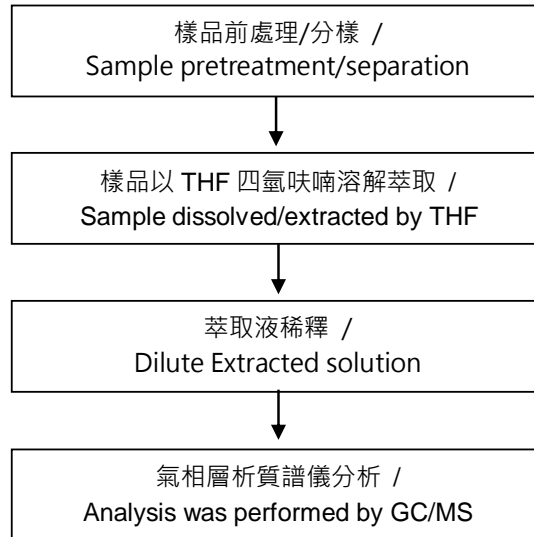 樣品前處理/分樣 /
Sample pretreatment/separation
樣品以 THF 四氫呋喃溶解萃取 /
Sample dissolved/extracted by THF
萃取液稀釋 /
Dilute Extracted solution
氣相層析質譜儀分析 /
Analysis was performed by GC/MS